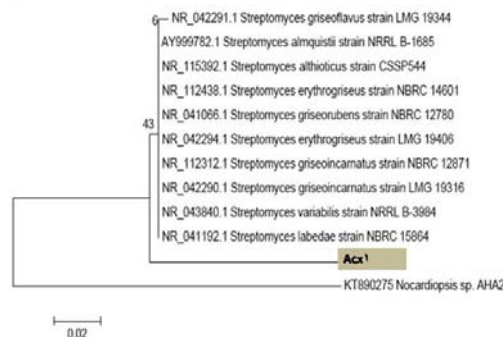 6
NR_042291.1 Streptomyces griseoflavus strain LMG 19344
AY999782.1 Streptomyces almquistii strain NRRL B-1685
NR_115392.1 Streptomyces althioticus strain CSSP544
NR_112438.1 Streptomyces erythrogriseus strain NBRC 14601
NR_041066.1 Streptomyces griseorubens strain NBRC 12780
43
NR_042294.1 Streptomyces erythrogriseus strain LMG 19406
NR_112312.1 Streptomyces griseoincarnatus strain NBRC 12871
NR_042290.1 Streptomyces griseoincarnatus strain LMG 19316
NR_043840.1 Streptomyces variabilis strain NRRL B-3984
NR_041192.1 Streptomyces labedae strain NBRC 15864
Acx¹
KT890275 Nocardiopsis sp. AHA2
0.02